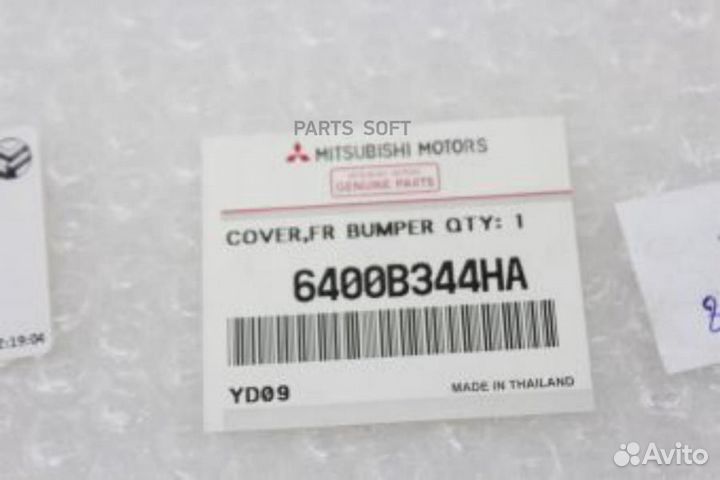 PARTS SOFT
MITSUBISHI MOTORS
GENUINE PARTS
COVER,FR BUMPER QTY: 1
6400B344HA
YD09
MADE IN THAILAND
2:19:04
8
Avito